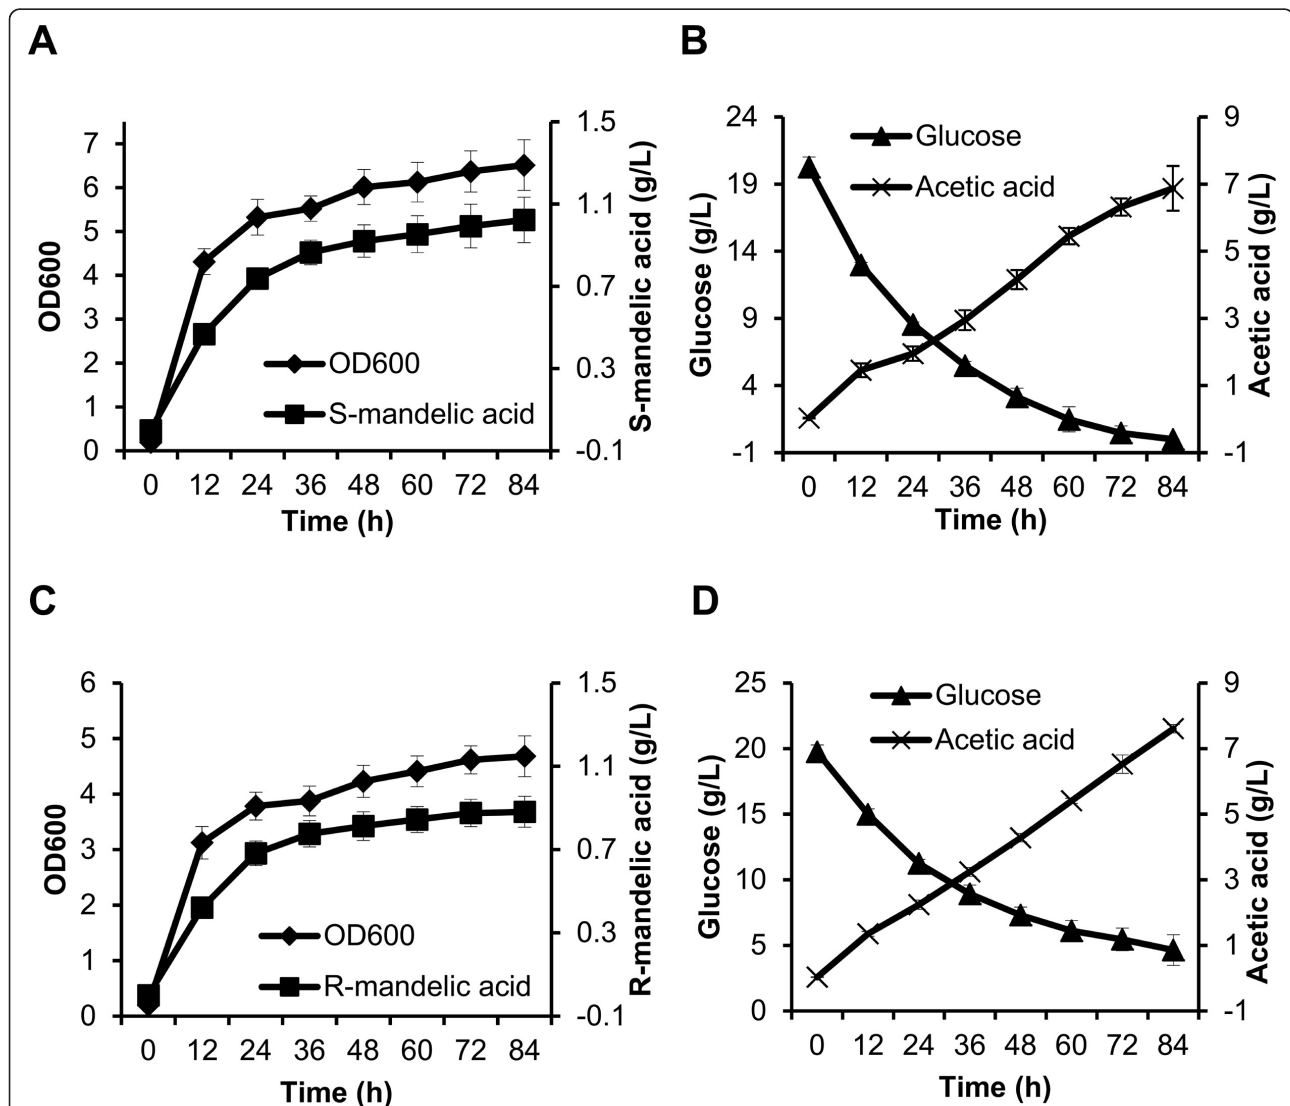 A
7
6
5
4
3
2
1
0
OD600
1.5
1.1
0.7
0.3
-0.1
S-mandelic acid (g/L)
OD600
S-mandelic acid
0 12 24 36 48 60 72 84
Time (h)
B
24
19
14
9
4
-1
Glucose (g/L)
9
7
5
3
1
-1
Acetic acid (g/L)
Glucose
Acetic acid
0 12 24 36 48 60 72 84
Time (h)
C
6
5
4
3
2
1
0
OD600
1.5
1.1
0.7
0.3
-0.1
R-mandelic acid (g/L)
OD600
R-mandelic acid
0 12 24 36 48 60 72 84
Time (h)
D
25
20
15
10
5
0
Glucose (g/L)
9
7
5
3
1
-1
Acetic acid (g/L)
Glucose
Acetic acid
0 12 24 36 48 60 72 84
Time (h)